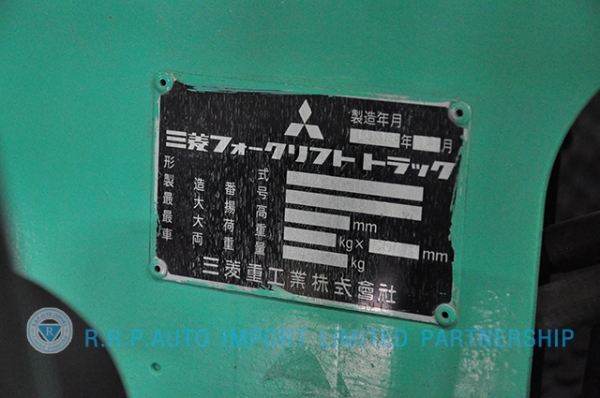 製造年月
年 月
三菱フォークリフト トラック
形式
製造番号
最大揚高 mm
最大荷重 kg× mm
車両重量 kg
三菱重工業株式會社
R.R.P.AUTO IMPORT LIMITED PARTNERSHIP